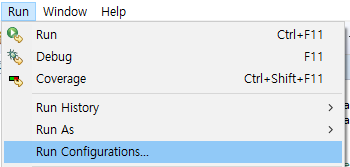 Run Window Help
Run Ctrl+F11
Debug F11
Coverage Ctrl+Shift+F11
Run History
Run As
Run Configurations...